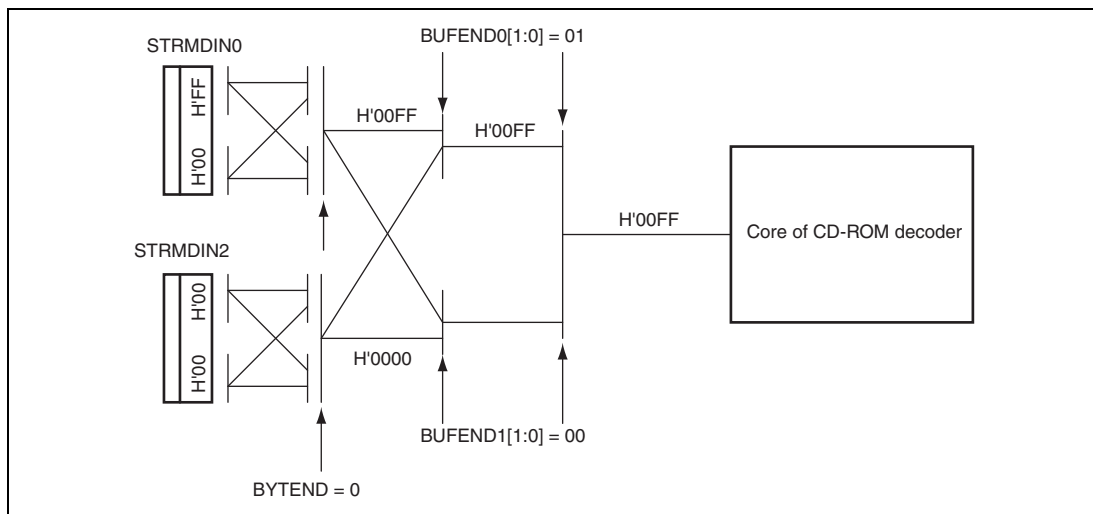 BUFEND0[1:0] = 01
STRMDIN0
H'FF
H'00
H'00FF
H'00FF
H'00FF
Core of CD-ROM decoder
STRMDIN2
H'00
H'00
H'0000
BUFEND1[1:0] = 00
BYTEND = 0